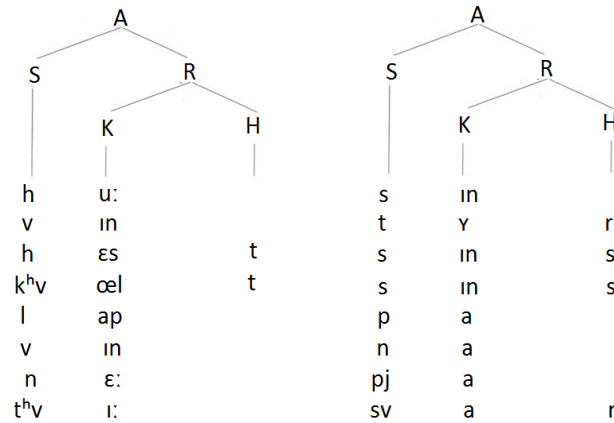 A A
S R S R
K H K H
h uː s ɪn
v ɪn t ʏ r
h ɛs t s ɪn s
kʰv œl t s ɪn s
l ap p a
v ɪn n a
n ɛː pj a
tʰv ɪː sv a r